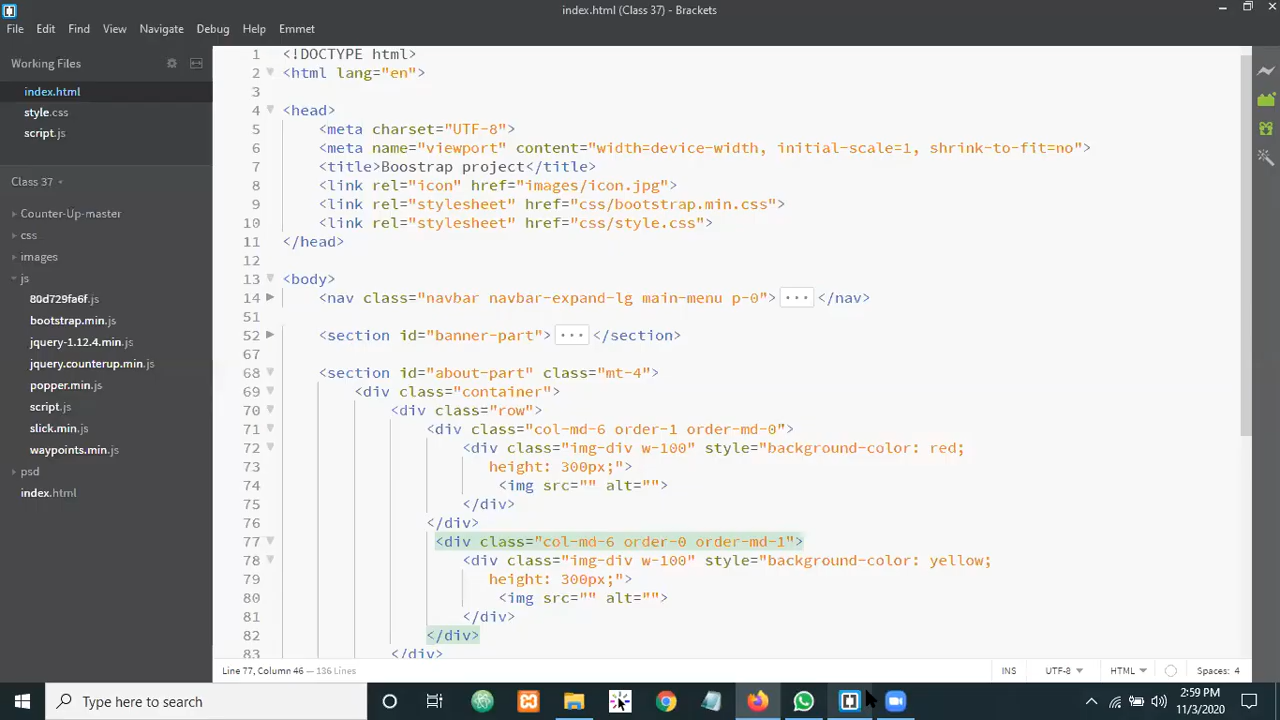 index.html (Class 37) - Brackets
File Edit Find View Navigate Debug Help Emmet
Working Files
index.html
style.css
script.js
Class 37
Counter-Up-master
css
images
js
80d729fa6f.js
bootstrap.min.js
jquery-1.12.4.min.js
jquery.counterup.min.js
popper.min.js
script.js
slick.min.js
waypoints.min.js
psd
index.html
1 <!DOCTYPE html>
2 <html lang="en">
3
4 <head>
5 <meta charset="UTF-8">
6 <meta name="viewport" content="width=device-width, initial-scale=1, shrink-to-fit=no">
7 <title>Boostrap project</title>
8 <link rel="icon" href="images/icon.jpg">
9 <link rel="stylesheet" href="css/bootstrap.min.css">
10 <link rel="stylesheet" href="css/style.css">
11 </head>
12
13 <body>
14 <nav class="navbar navbar-expand-lg main-menu p-0">...</nav>
51
52 <section id="banner-part">...</section>
67
68 <section id="about-part" class="mt-4">
69 <div class="container">
70 <div class="row">
71 <div class="col-md-6 order-1 order-md-0">
72 <div class="img-div w-100" style="background-color: red;
73 height: 300px;">
74 <img src="" alt="">
75 </div>
76 </div>
77 <div class="col-md-6 order-0 order-md-1">
78 <div class="img-div w-100" style="background-color: yellow;
79 height: 300px;">
80 <img src="" alt="">
81 </div>
82 </div>
83 </div>
Line 77, Column 46 — 136 Lines INS UTF-8 HTML Spaces: 4
Type here to search
2:59 PM
11/3/2020